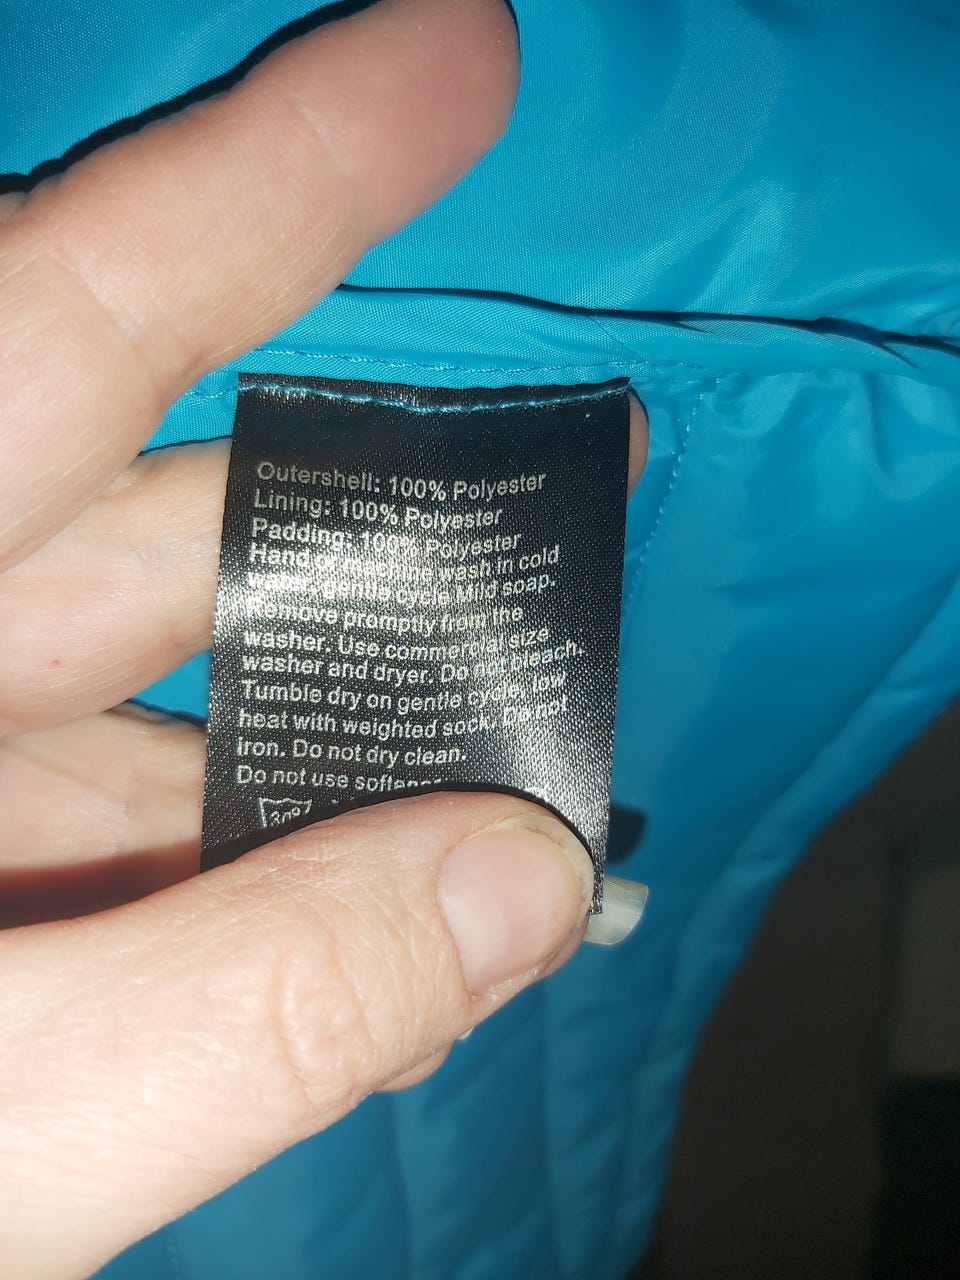 Outershell: 100% Polyester
Lining: 100% Polyester
Padding: 100% Polyester
Hand or machine wash in cold
water, gentle cycle Mild soap.
Remove promptly from the
washer. Use commercial size
washer and dryer. Do not bleach.
Tumble dry on gentle cycle, low
heat with weighted sock. Do not
iron. Do not dry clean.
Do not use softener
30°